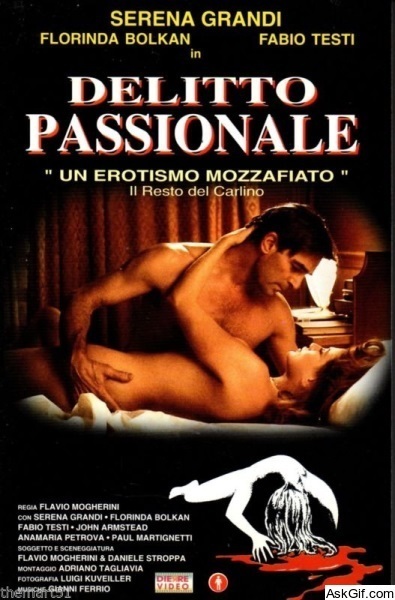 SERENA GRANDI
FLORINDA BOLKAN FABIO TESTI
in
DELITTO
PASSIONALE
" UN EROTISMO MOZZAFIATO "
Il Resto del Carlino
REGIA FLAVIO MOGHERINI
CON SERENA GRANDI • FLORINDA BOLKAN
FABIO TESTI • JOHN ARMSTEAD
ANAMARIA PETROVA • PAUL MARTIGNETTI
SOGGETTO E SCENEGGIATURA
FLAVIO MOGHERINI & DANIELE STROPPA
MONTAGGIO ADRIANO TAGLIAVIA
FOTOGRAFIA LUIGI KUVEILLER
MUSICHE GIANNI FERRIO
VIDEO
themart51
AskGif.com